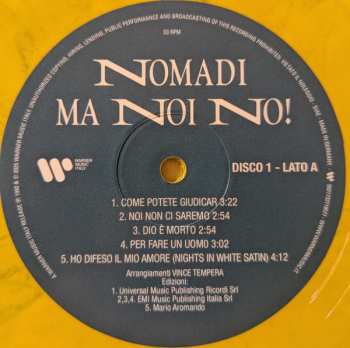 33 RPM
NOMADI
MA NOI NO!
WARNER MUSIC ITALY
DISCO 1 - LATO A
1. COME POTETE GIUDICAR 3:22
2. NOI NON CI SAREMO 2:54
3. DIO È MORTO 2:54
4. PER FARE UN UOMO 3:02
5. HO DIFESO IL MIO AMORE (NIGHTS IN WHITE SATIN) 4:12
Arrangiamenti VINCE TEMPERA
Edizioni:
1. Universal Music Publishing Ricordi Srl
2,3,4. EMI Music Publishing Italia Srl
5. Mario Aromando